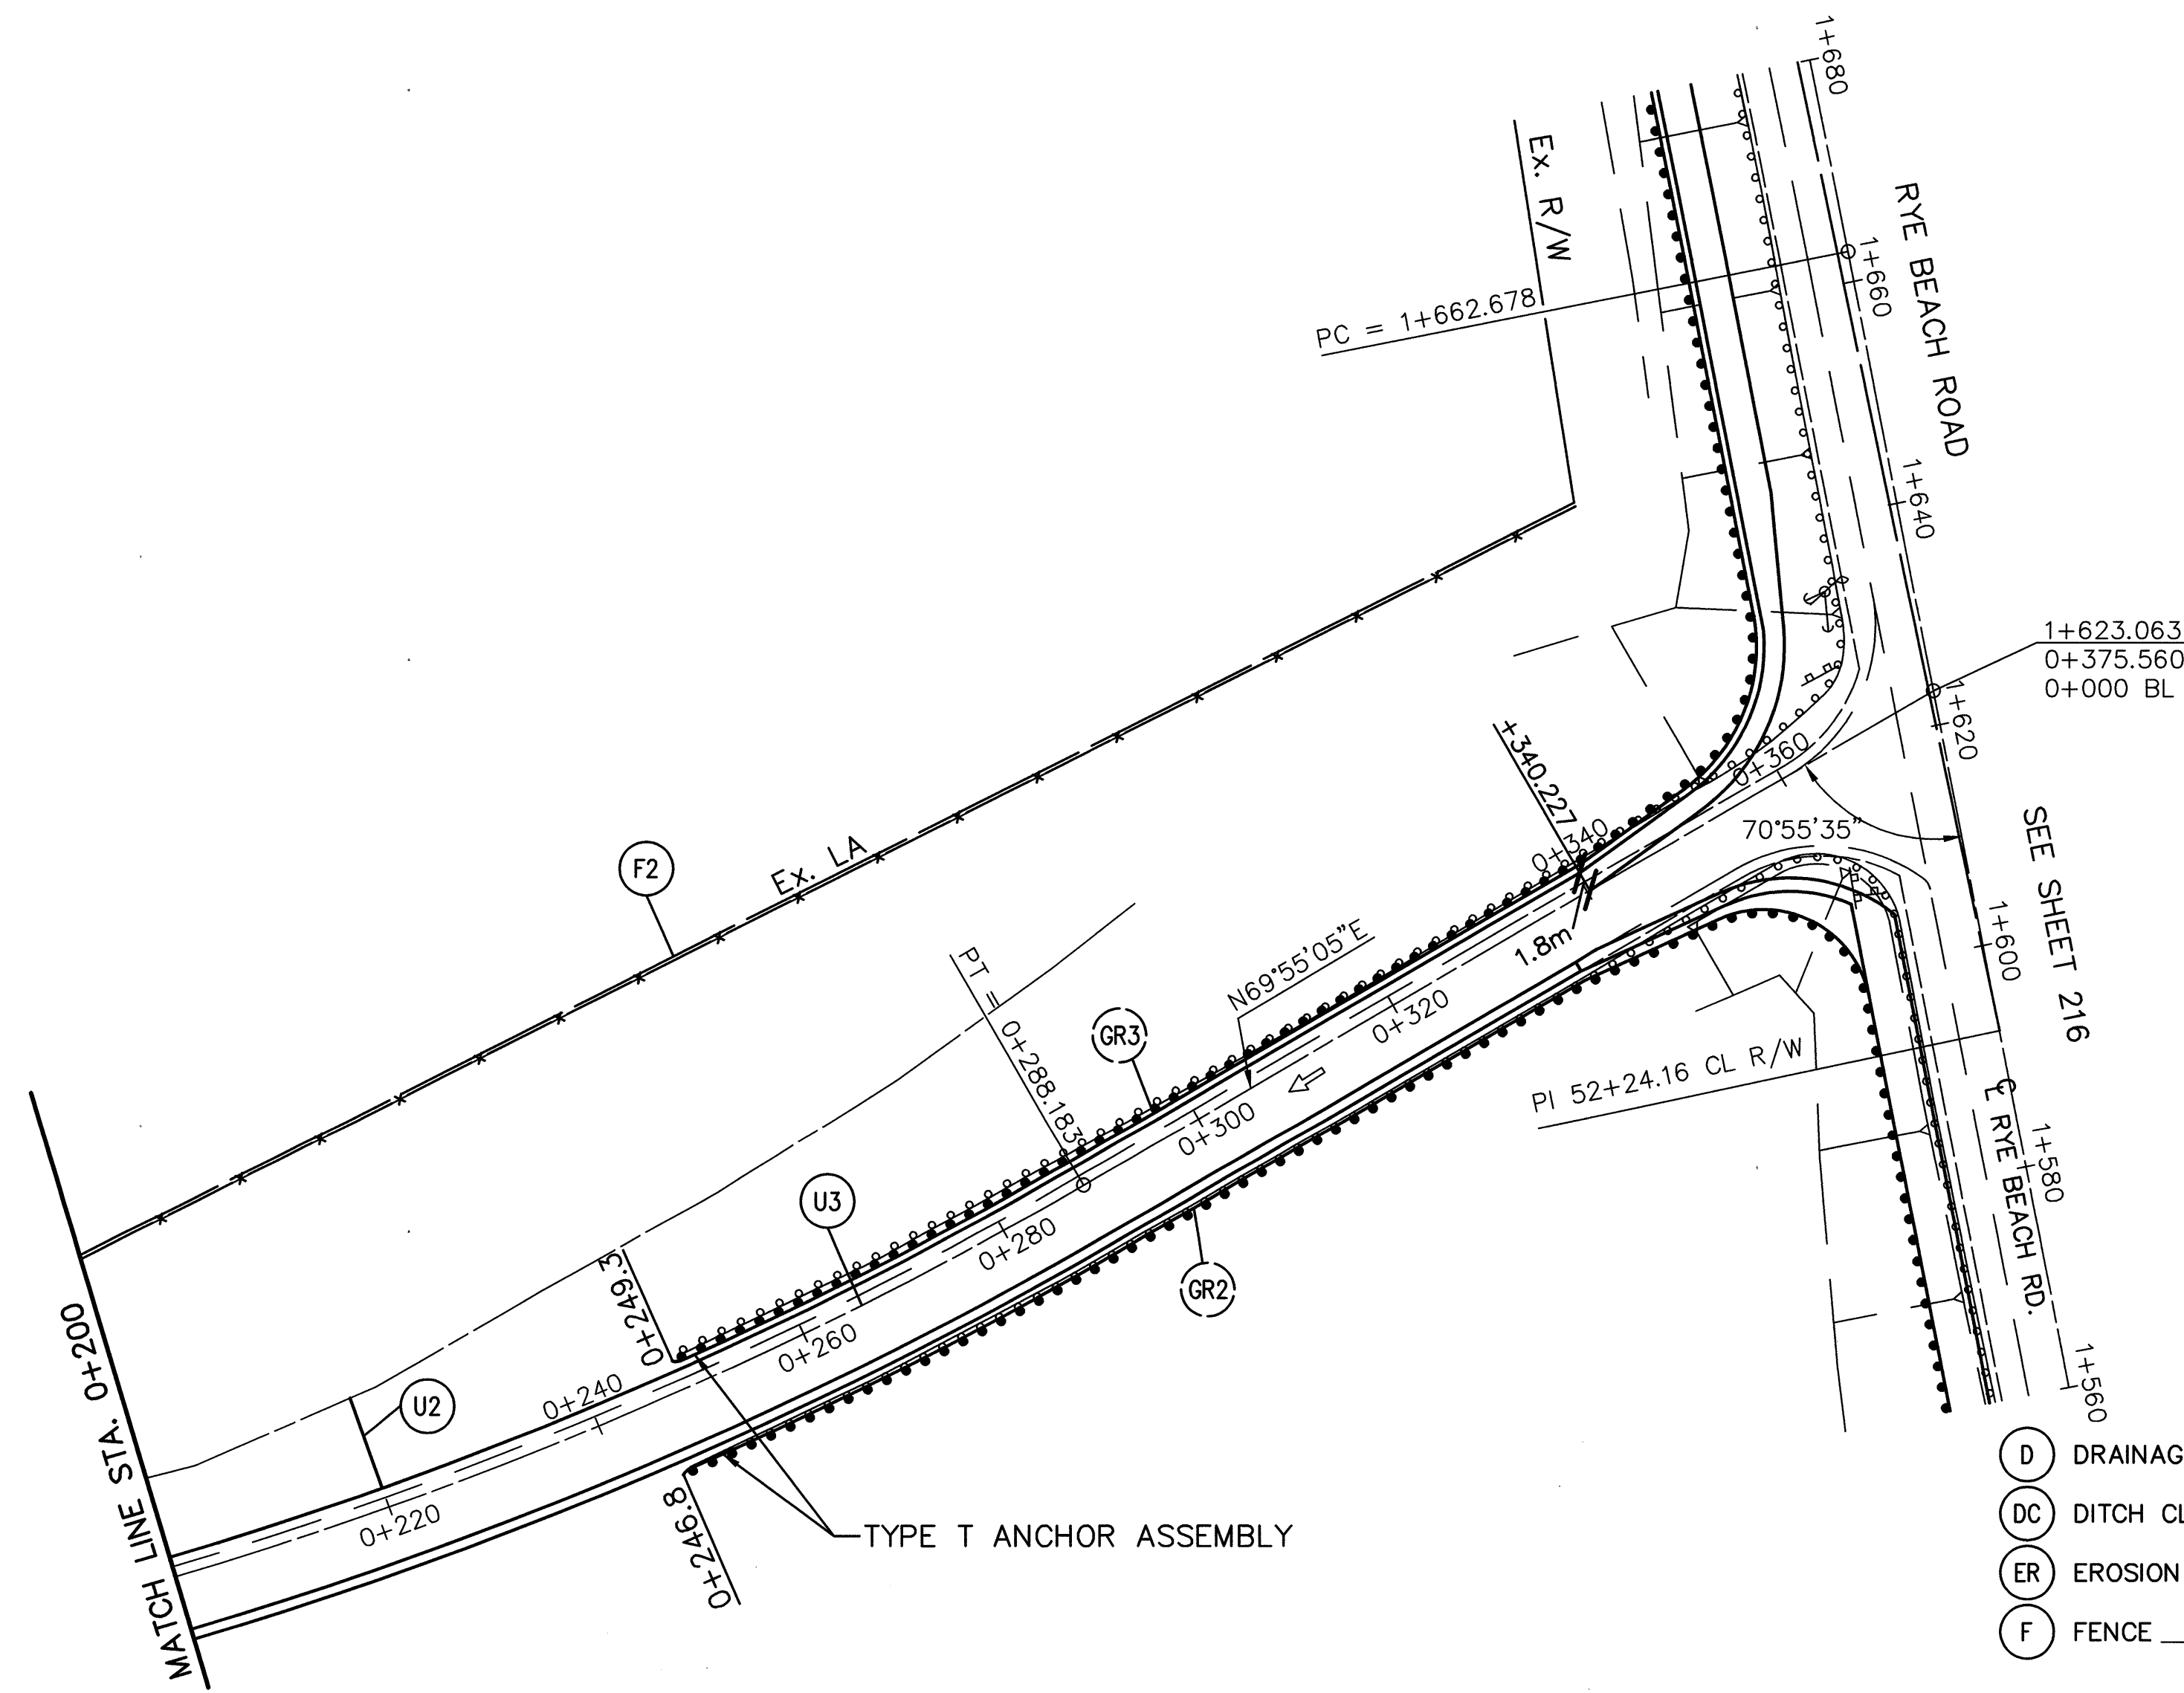 1+680
Ex. R/W
RYE BEACH ROAD
1+660
PC = 1+662.678
1+640
1+623.063
0+375.560
0+000 BL
1+620
+340.227
0+360
0+340
70°55'35"
SEE SHEET 216
F2
Ex. LA
1.8m
N69°55'05"E
PT = 0+288.183
GR3
0+320
1+600
PI 52+24.16 CL R/W
0+300
℄ RYE BEACH RD.
1+580
U3
0+280
GR2
0+249.3
0+260
MATCH LINE STA. 0+200
U2
0+240
0+220
1+560
0+246.8
TYPE T ANCHOR ASSEMBLY
D DRAINAG
DC DITCH CL
ER EROSION
F FENCE